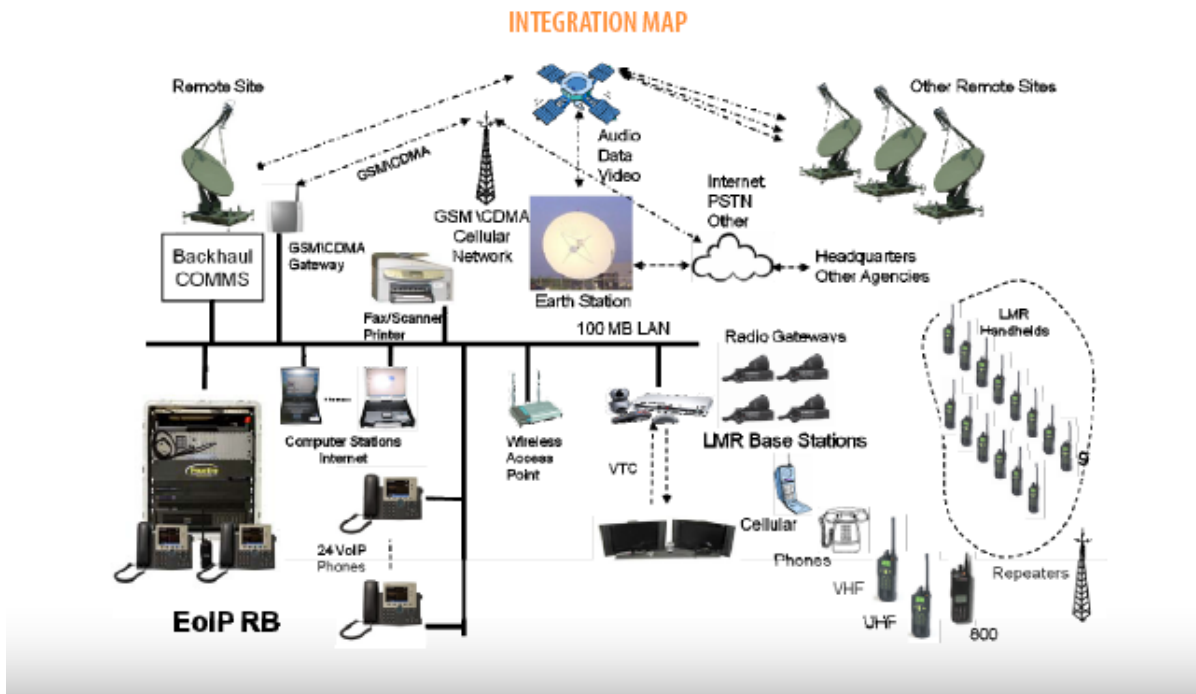 INTEGRATION MAP
Remote Site
Other Remote Sites
Audio
Data
Video
GSM\CDMA
Internet
PSTN
Other
GSM\CDMA
Cellular
Network
Backhaul
COMMS
GSM\CDMA
Gateway
Headquarters
Other Agencies
Earth Station
Fax/Scanner
Printer
100 MB LAN
LMR
Handhelds
Radio Gateways
Computer Stations
Internet
Wireless
Access
Point
LMR Base Stations
VTC
S
Cellular
24 VoIP
Phones
Phones
Repeaters
VHF
UHF
800
EoIP RB